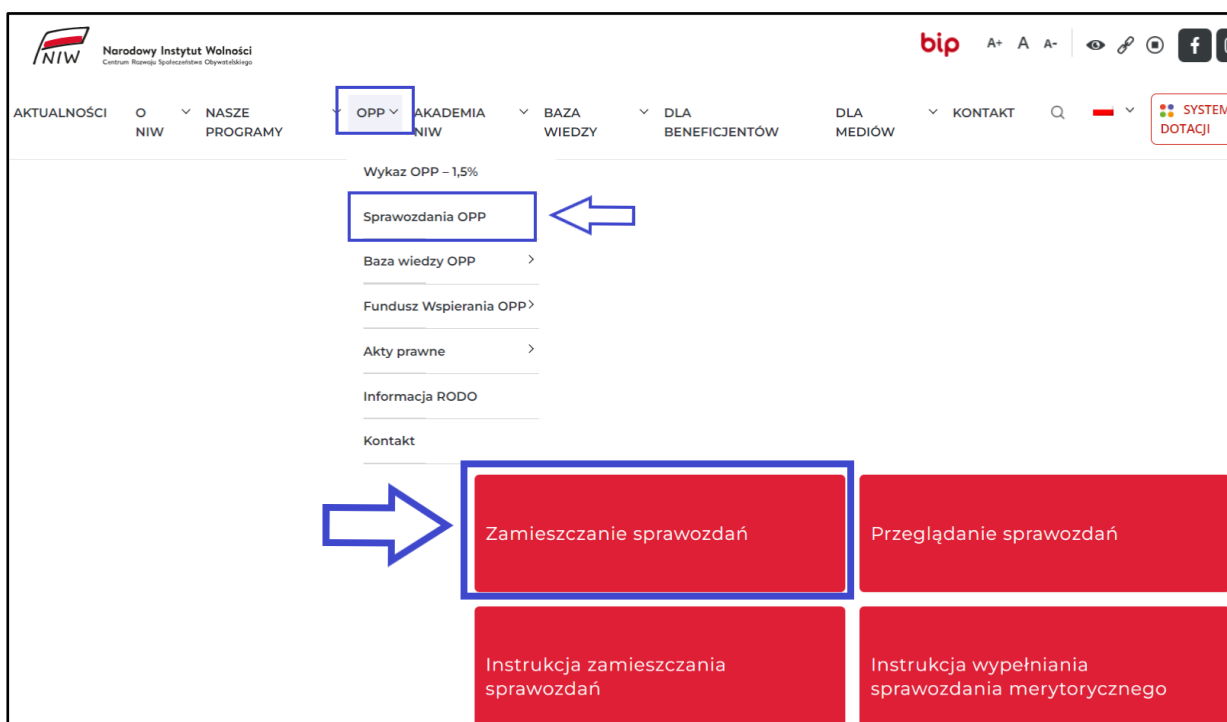 NIW
Narodowy Instytut Wolności
Centrum Rozwoju Społeczeństwa Obywatelskiego
bip A+ A A-
AKTUALNOŚCI
O
NIW
NASZE
PROGRAMY
OPP
AKADEMIA
NIW
BAZA
WIEDZY
DLA
BENEFICJENTÓW
DLA
MEDIÓW
KONTAKT
SYSTEM
DOTACJI
Wykaz OPP – 1,5%
Sprawozdania OPP
Baza wiedzy OPP
Fundusz Wspierania OPP
Akty prawne
Informacja RODO
Kontakt
Zamieszczanie sprawozdań
Przeglądanie sprawozdań
Instrukcja zamieszczania
sprawozdań
Instrukcja wypełniania
sprawozdania merytorycznego